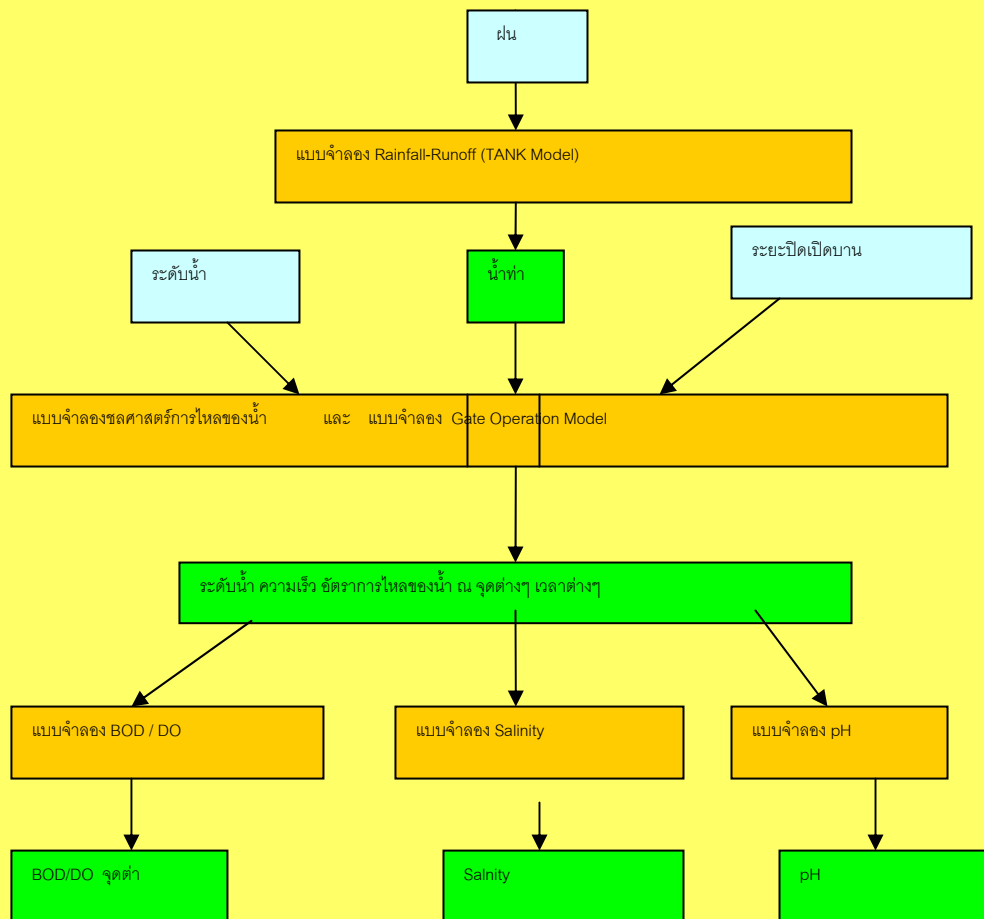 ฝน
แบบจำลอง Rainfall-Runoff (TANK Model)
ระดับน้ำ
น้ำท่า
ระยะปิดเปิดบาน
แบบจำลองชลศาสตร์การไหลของน้ำ และ แบบจำลอง Gate Operation Model
ระดับน้ำ ความเร็ว อัตราการไหลของน้ำ ณ จุดต่างๆ เวลาต่างๆ
แบบจำลอง BOD / DO
แบบจำลอง Salinity
แบบจำลอง pH
BOD/DO จุดต่า
Salnity
pH